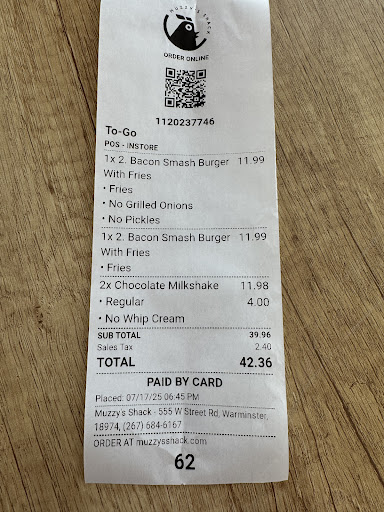 MUZZY'S SHACK
ORDER ONLINE
1120237746
To-Go
POS - INSTORE
1x 2. Bacon Smash Burger 11.99
With Fries
• Fries
• No Grilled Onions
• No Pickles
1x 2. Bacon Smash Burger 11.99
With Fries
• Fries
2x Chocolate Milkshake 11.98
• Regular 4.00
• No Whip Cream
SUB TOTAL 39.96
Sales Tax 2.40
TOTAL 42.36
PAID BY CARD
Placed: 07/17/25 06:45 PM
Muzzy's Shack - 555 W Street Rd, Warminster,
18974, (267) 684-6167
ORDER AT muzzysshack.com
62